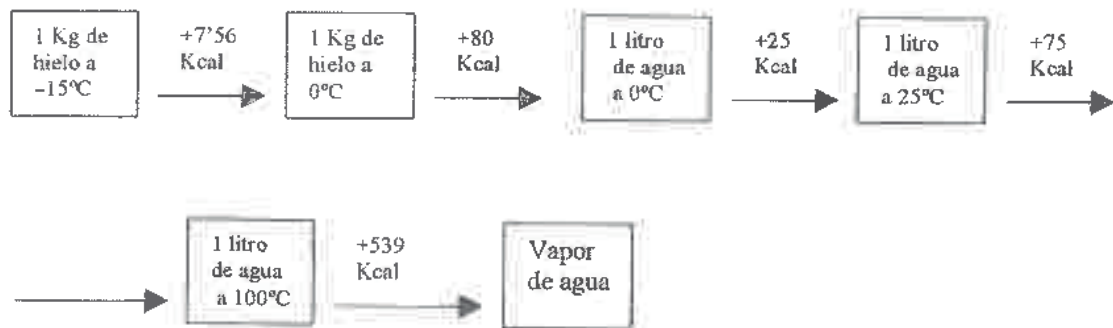 1 Kg de
hielo a
–15ºC
+7'56
Kcal
1 Kg de
hielo a
0ºC
+80
Kcal
1 litro
de agua
a 0ºC
+25
Kcal
1 litro
de agua
a 25ºC
+75
Kcal
1 litro
de agua
a 100ºC
+539
Kcal
Vapor
de agua